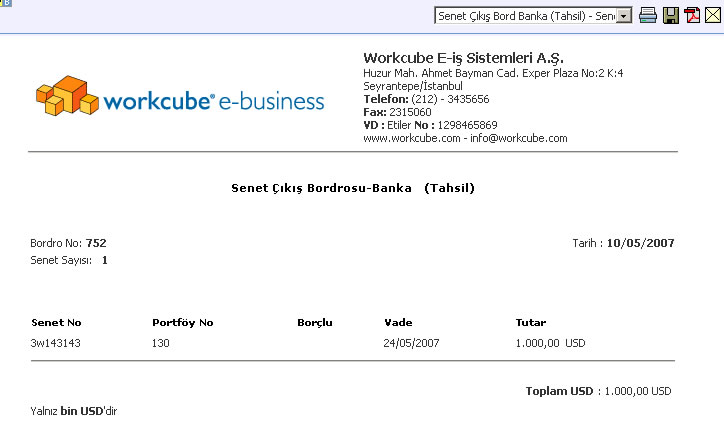 Senet Çıkış Bord Banka (Tahsil) - Sen
Workcube E-iş Sistemleri A.Ş.
Huzur Mah. Ahmet Bayman Cad. Exper Plaza No:2 K:4
Seyrantepe/İstanbul
Telefon: (212) - 3435656
Fax: 2315060
VD : Etiler No : 1298465869
www.workcube.com - info@workcube.com
workcube® e-business
Senet Çıkış Bordrosu-Banka (Tahsil)
Bordro No: 752 Tarih : 10/05/2007
Senet Sayısı: 1
Senet No Portföy No Borçlu Vade Tutar
3w143143 130 24/05/2007 1.000,00 USD
Toplam USD : 1.000,00 USD
Yalnız bin USD'dir